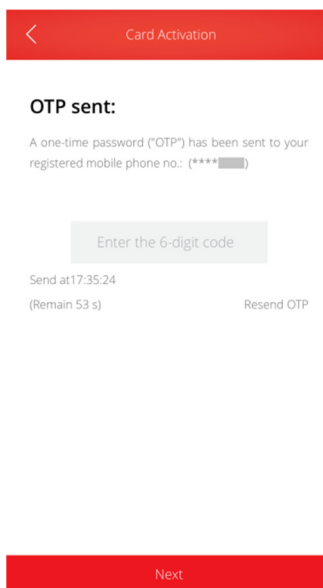 Card Activation
OTP sent:
A one-time password ("OTP") has been sent to your
registered mobile phone no.: (****)
Enter the 6-digit code
Send at17:35:24
(Remain 53 s)
Resend OTP
Next